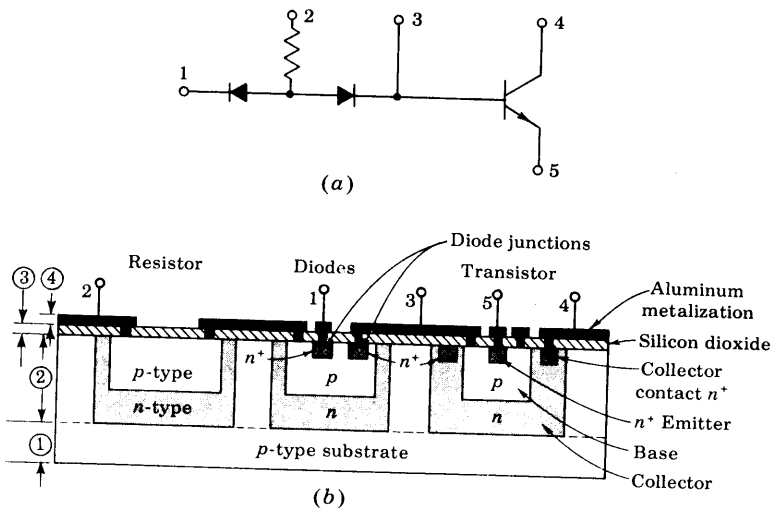 2
3
4
1
5
(a)
Diode junctions
Resistor
Diodes
Transistor
③
④
2
1
3
5
4
Aluminum
metalization
Silicon dioxide
n+
n+
Collector
contact n+
p-type
p
p
②
n-type
n
n
n+ Emitter
Base
①
p-type substrate
Collector
(b)